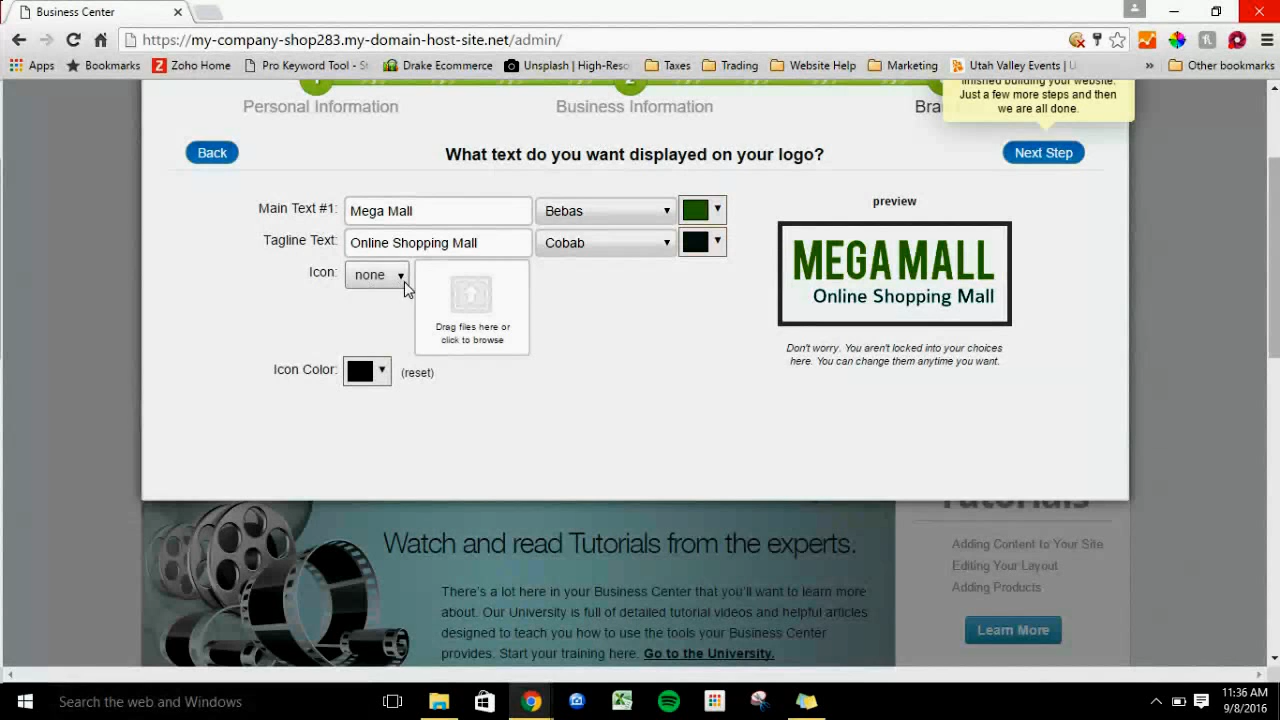 Business Center
https://my-company-shop283.my-domain-host-site.net/admin/
Apps Bookmarks Zoho Home Pro Keyword Tool - S Drake Ecommerce Unsplash | High-Reso Taxes Trading Website Help Marketing Utah Valley Events | U » Other bookmarks
finished building your website.
Just a few more steps and then
we are all done.
Personal Information Business Information Bra
Back What text do you want displayed on your logo? Next Step
preview
Main Text #1: Mega Mall Bebas
Tagline Text: Online Shopping Mall Cobab
Icon: none
Drag files here or
click to browse
Icon Color: (reset)
MEGA MALL
Online Shopping Mall
Don't worry. You aren't locked into your choices
here. You can change them anytime you want.
Tutorials
Watch and read Tutorials from the experts.
There's a lot here in your Business Center that you'll want to learn more
about. Our University is full of detailed tutorial videos and helpful articles
designed to teach you how to use the tools your Business Center
provides. Start your training here. Go to the University.
Adding Content to Your Site
Editing Your Layout
Adding Products
Learn More
Search the web and Windows
11:36 AM
9/8/2016